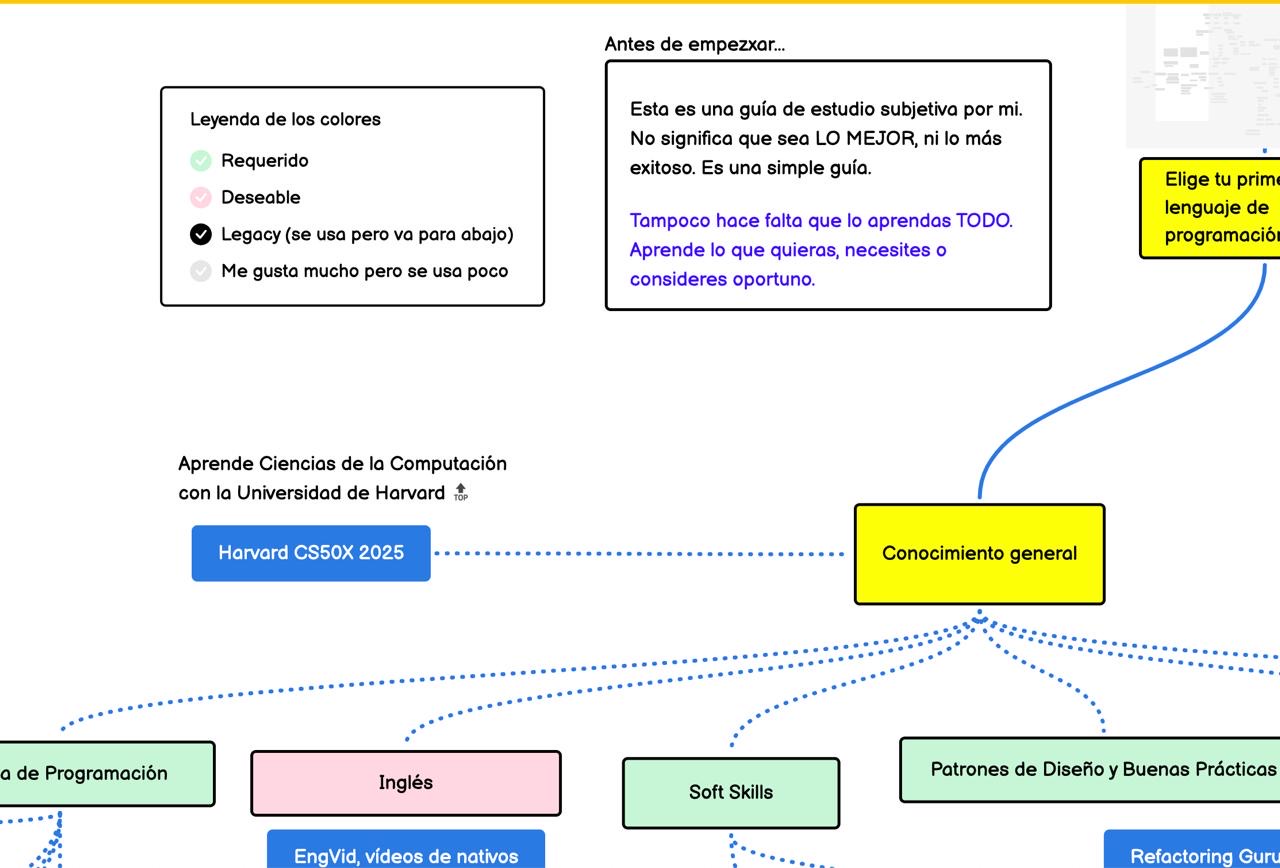 Antes de empezxar...
Leyenda de los colores
Requerido
Deseable
Legacy (se usa pero va para abajo)
Me gusta mucho pero se usa poco
Esta es una guía de estudio subjetiva por mi.
No significa que sea LO MEJOR, ni lo más
exitoso. Es una simple guía.
Tampoco hace falta que lo aprendas TODO.
Aprende lo que quieras, necesites o
consideres oportuno.
Elige tu prime
lenguaje de
programación
Aprende Ciencias de la Computación
con la Universidad de Harvard TOP
Harvard CS50X 2025
Conocimiento general
a de Programación
Inglés
Soft Skills
Patrones de Diseño y Buenas Prácticas
EngVid, vídeos de nativos
Refactoring Guru